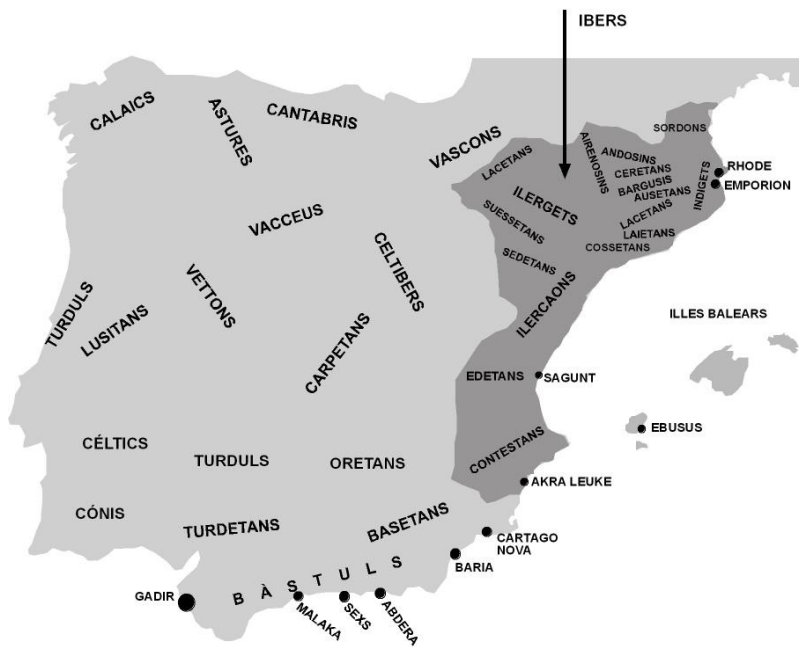 IBERS
CALAICS
ASTURES
CANTABRIS
VASCONS
SORDONS
LACETANS
AIRENOSINS
ANDOSINS
CERETANS
BARGUSIS
AUSETANS
INDIGETS
RHODE
EMPORION
ILERGETS
SUESSETANS
LACETANS
LAIETANS
COSSETANS
SEDETANS
VACCEUS
CELTIBERS
VETTONS
TURDULS
LUSITANS
ILERCAONS
ILLES BALEARS
CARPETANS
EDETANS
SAGUNT
EBUSUS
CÉLTICS
TURDULS
ORETANS
CONTESTANS
AKRA LEUKE
CÓNIS
TURDETANS
BASETANS
CARTAGO
NOVA
BARIA
BÀSTULS
GADIR
MALAKA
SEXS
ABDERA